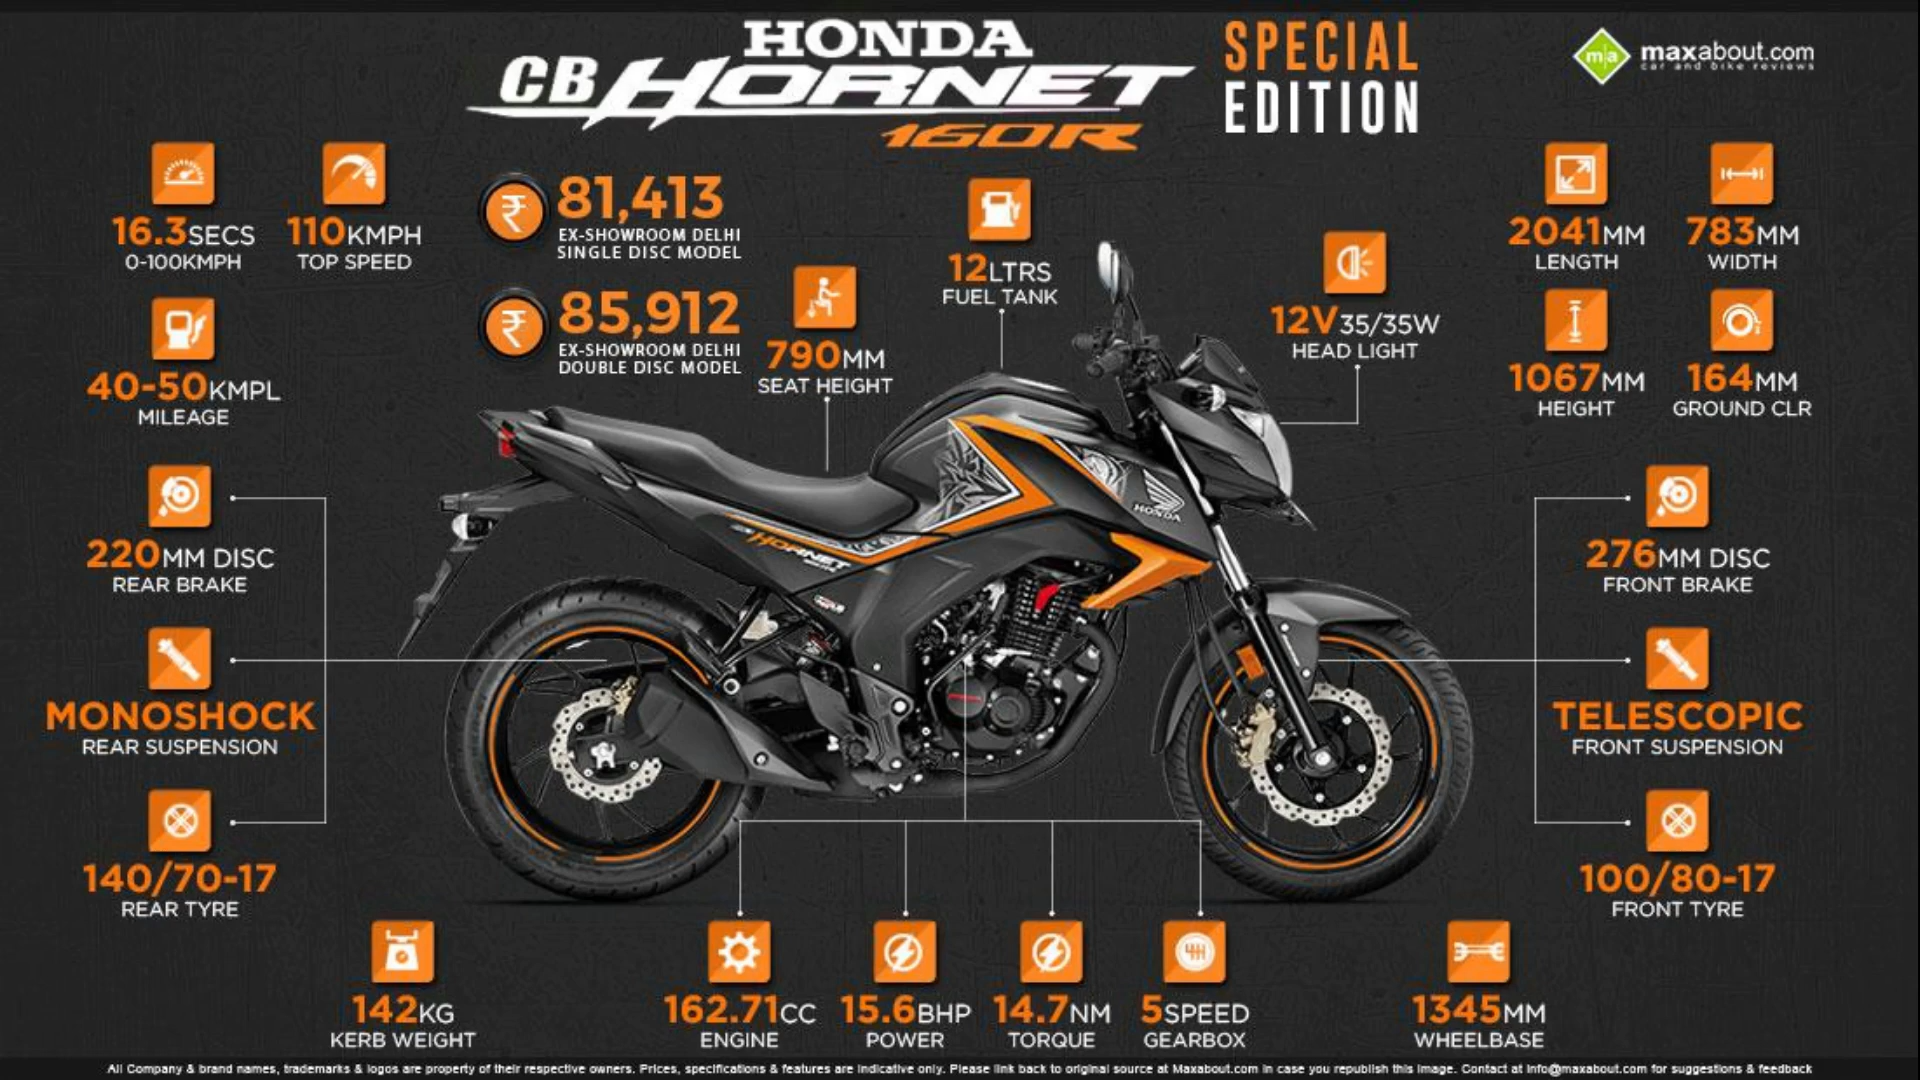 HONDA
CB HORNET
160R
SPECIAL
EDITION
m|a
maxabout.com
car and bike reviews
16.3SECS
0-100KMPH
110KMPH
TOP SPEED
81,413
EX-SHOWROOM DELHI
SINGLE DISC MODEL
85,912
EX-SHOWROOM DELHI
DOUBLE DISC MODEL
790MM
SEAT HEIGHT
12LTRS
FUEL TANK
12V35/35W
HEAD LIGHT
2041MM
LENGTH
783MM
WIDTH
1067MM
HEIGHT
164MM
GROUND CLR
40-50KMPL
MILEAGE
220MM DISC
REAR BRAKE
MONOSHOCK
REAR SUSPENSION
140/70-17
REAR TYRE
HONDA
HORNET
276MM DISC
FRONT BRAKE
TELESCOPIC
FRONT SUSPENSION
100/80-17
FRONT TYRE
142KG
KERB WEIGHT
162.71CC
ENGINE
15.6BHP
POWER
14.7NM
TORQUE
5SPEED
GEARBOX
1345MM
WHEELBASE
All Company & brand names, trademarks & logos are property of their respective owners. Prices, specifications & features are indicative only. Please link back to original source at Maxabout.com in case you republish this image. Contact at info@maxabout.com for suggestions & feedback